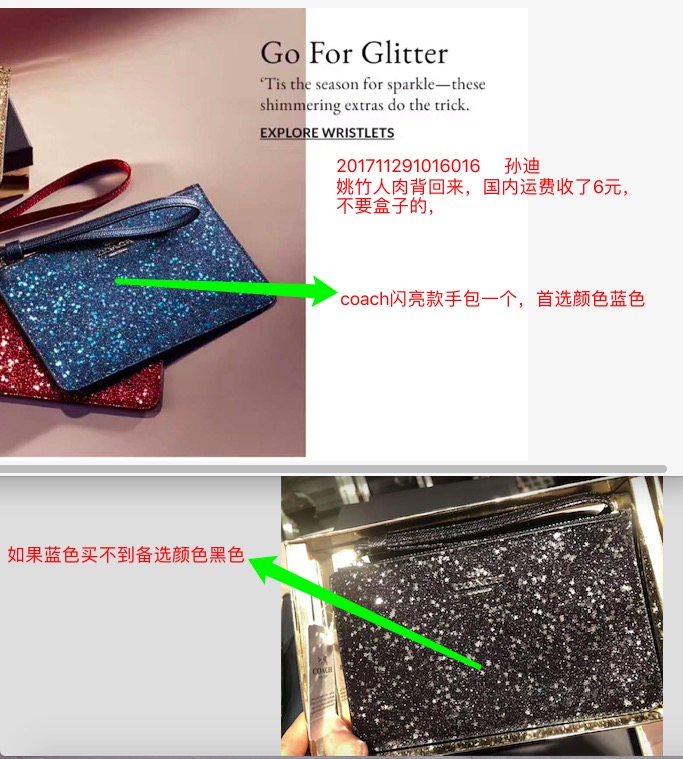 Go For Glitter
‘Tis the season for sparkle—these
shimmering extras do the trick.
EXPLORE WRISTLETS
201711291016016 孙迪
姚竹人肉背回来，国内运费收了6元，
不要盒子的，
coach闪亮款手包一个，首选颜色蓝色
如果蓝色买不到备选颜色黑色
COACH